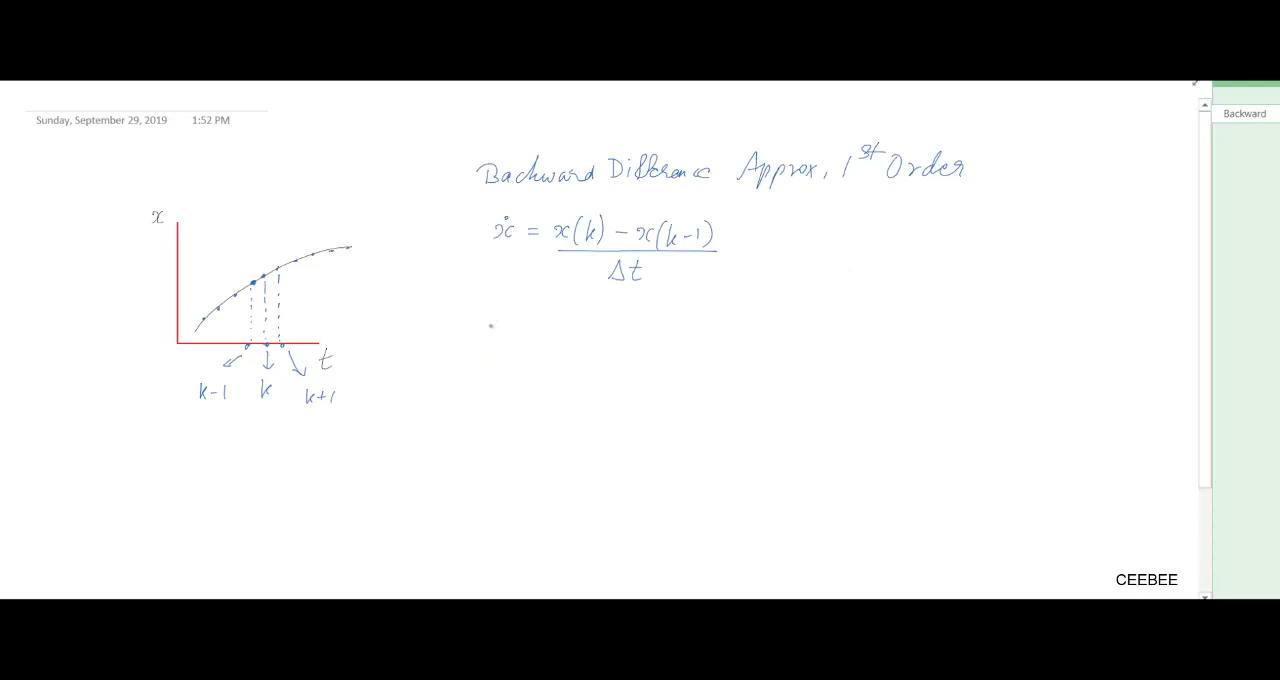 Backward
Sunday, September 29, 2019 1:52 PM
Backward Difference Approx, 1st Order
x
ẋ = x(k) - x(k-1)
Δt
t
k-1 k k+1
CEEBEE